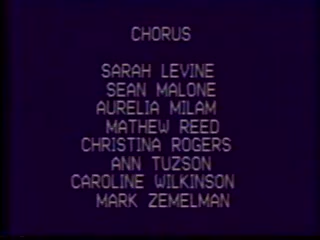 CHORUS
SARAH LEVINE
SEAN MALONE
AURELIA MILAM
MATHEW REED
CHRISTINA ROGERS
ANN TUZSON
CAROLINE WILKINSON
MARK ZEMELMAN